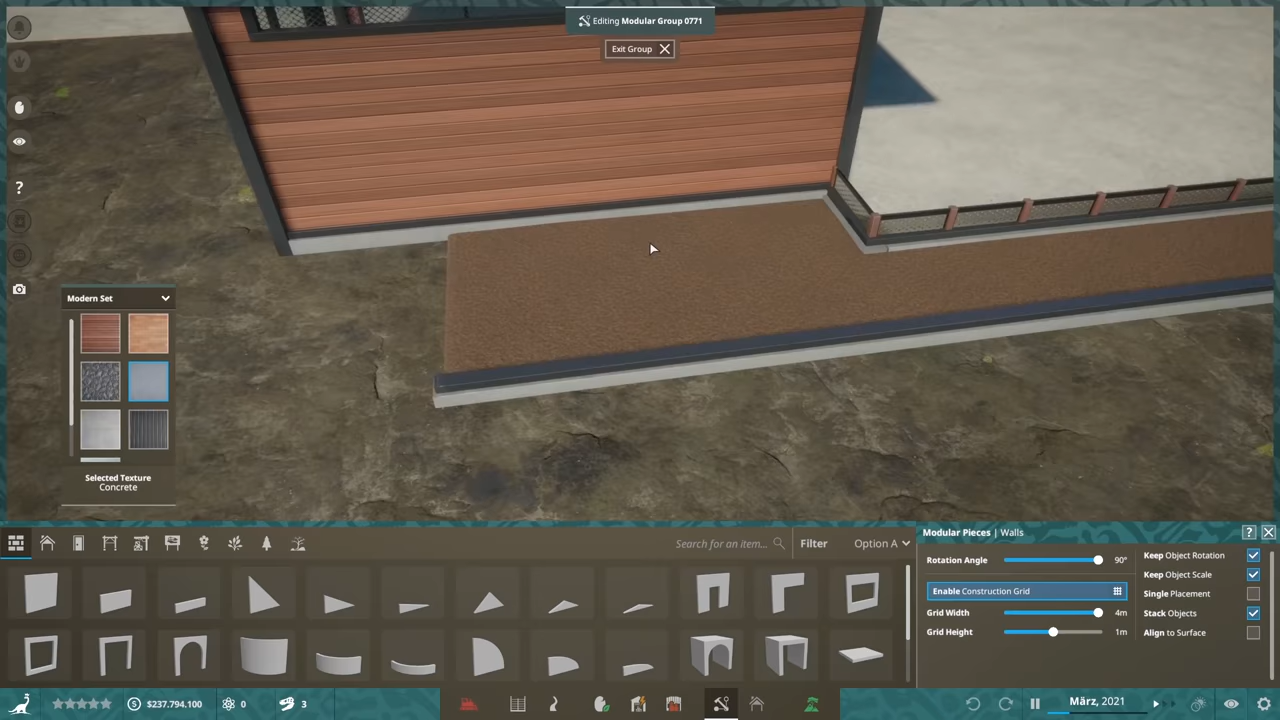 Editing Modular Group 0771
Exit Group
?
Modern Set
Selected Texture
Concrete
Search for an item...
Filter
Option A
Modular Pieces | Walls
?
Rotation Angle
90°
Enable Construction Grid
Grid Width
4m
Grid Height
1m
Keep Object Rotation
Keep Object Scale
Single Placement
Stack Objects
Align to Surface
$237.794.100
0
3
März, 2021